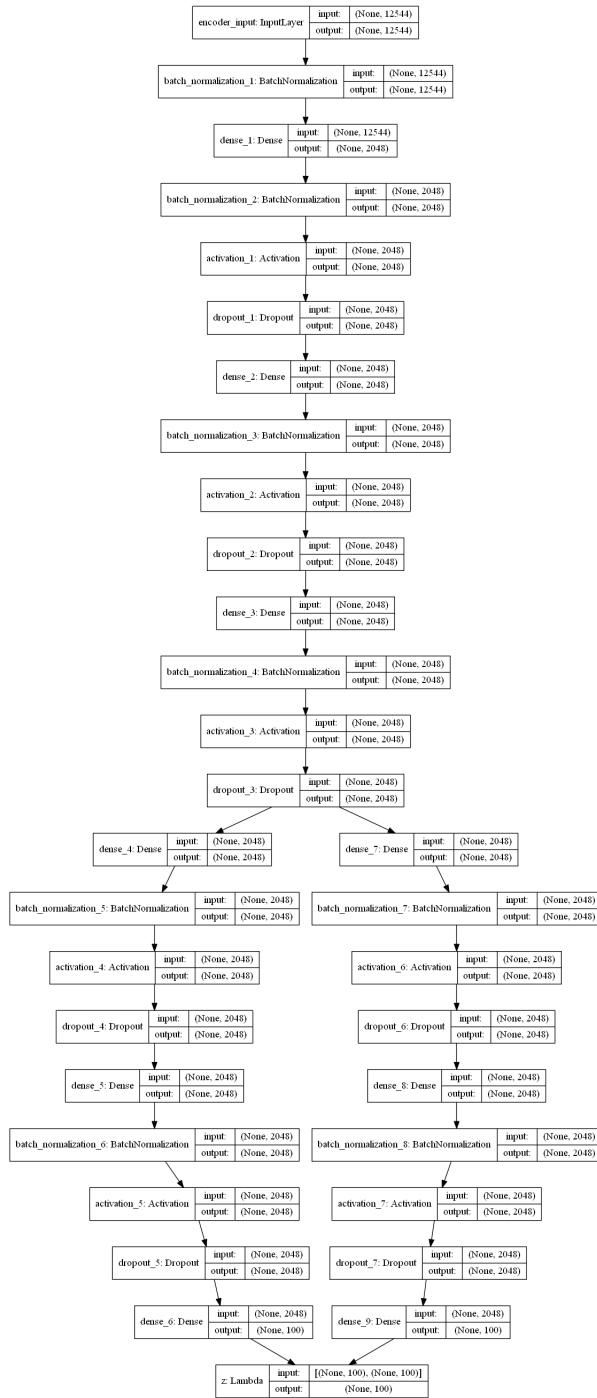 encoder_input: InputLayer input: (None, 12544)
output: (None, 12544)
batch_normalization_1: BatchNormalization input: (None, 12544)
output: (None, 12544)
dense_1: Dense input: (None, 12544)
output: (None, 2048)
batch_normalization_2: BatchNormalization input: (None, 2048)
output: (None, 2048)
activation_1: Activation input: (None, 2048)
output: (None, 2048)
dropout_1: Dropout input: (None, 2048)
output: (None, 2048)
dense_2: Dense input: (None, 2048)
output: (None, 2048)
batch_normalization_3: BatchNormalization input: (None, 2048)
output: (None, 2048)
activation_2: Activation input: (None, 2048)
output: (None, 2048)
dropout_2: Dropout input: (None, 2048)
output: (None, 2048)
dense_3: Dense input: (None, 2048)
output: (None, 2048)
batch_normalization_4: BatchNormalization input: (None, 2048)
output: (None, 2048)
activation_3: Activation input: (None, 2048)
output: (None, 2048)
dropout_3: Dropout input: (None, 2048)
output: (None, 2048)
dense_4: Dense input: (None, 2048)
output: (None, 2048)
dense_7: Dense input: (None, 2048)
output: (None, 2048)
batch_normalization_5: BatchNormalization input: (None, 2048)
output: (None, 2048)
batch_normalization_7: BatchNormalization input: (None, 2048)
output: (None, 2048)
activation_4: Activation input: (None, 2048)
output: (None, 2048)
activation_6: Activation input: (None, 2048)
output: (None, 2048)
dropout_4: Dropout input: (None, 2048)
output: (None, 2048)
dropout_6: Dropout input: (None, 2048)
output: (None, 2048)
dense_5: Dense input: (None, 2048)
output: (None, 2048)
dense_8: Dense input: (None, 2048)
output: (None, 2048)
batch_normalization_6: BatchNormalization input: (None, 2048)
output: (None, 2048)
batch_normalization_8: BatchNormalization input: (None, 2048)
output: (None, 2048)
activation_5: Activation input: (None, 2048)
output: (None, 2048)
activation_7: Activation input: (None, 2048)
output: (None, 2048)
dropout_5: Dropout input: (None, 2048)
output: (None, 2048)
dropout_7: Dropout input: (None, 2048)
output: (None, 2048)
dense_6: Dense input: (None, 2048)
output: (None, 100)
dense_9: Dense input: (None, 2048)
output: (None, 100)
z: Lambda input: [(None, 100), (None, 100)]
output: (None, 100)